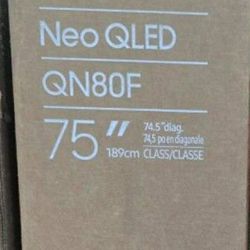 Neo QLED
QN80F
75"
74.5" diag.
74,5 po en diagonale
189cm CLASS/CLASSE